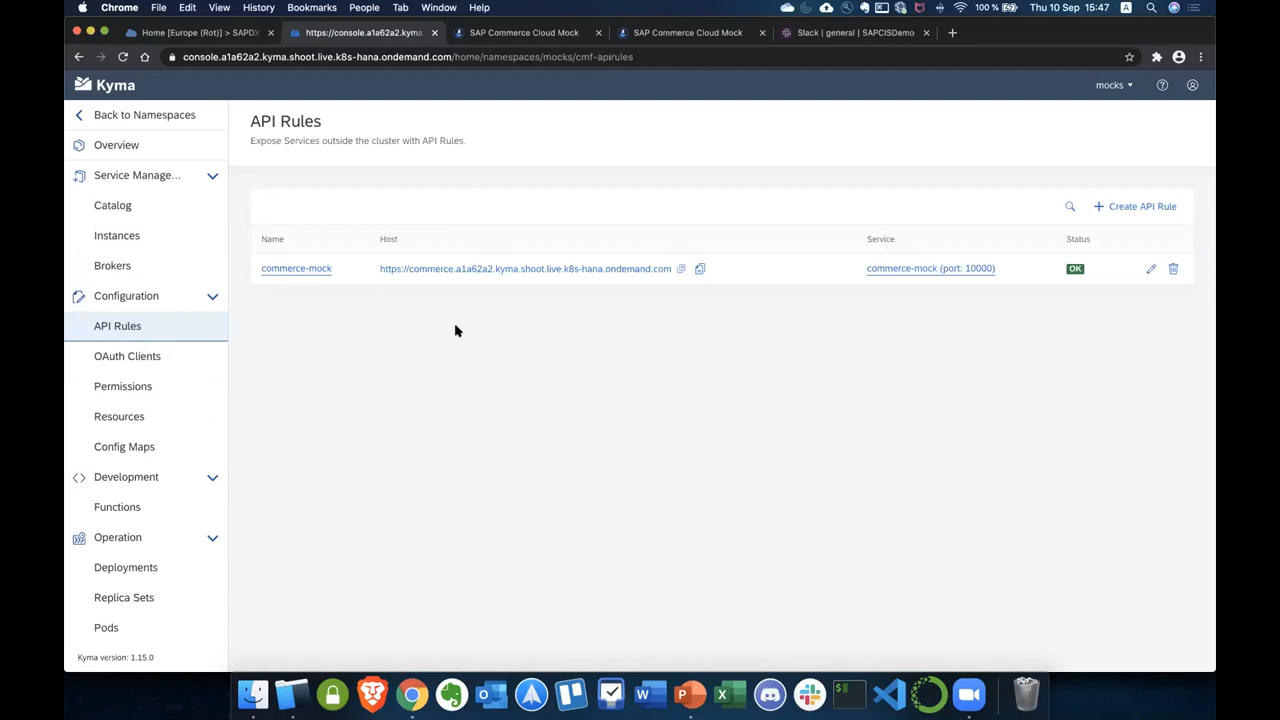 Chrome File Edit View History Bookmarks People Tab Window Help 100 % Thu 10 Sep 15:47 A
Home [Europe (Rot)] > SAPDX × https://console.a1a62a2.kyma × SAP Commerce Cloud Mock × SAP Commerce Cloud Mock × Slack | general | SAPCISDemo × +
console.a1a62a2.kyma.shoot.live.k8s-hana.ondemand.com/home/namespaces/mocks/cmf-apirules
Kyma
mocks
Back to Namespaces
Overview
Service Manage...
Catalog
Instances
Brokers
Configuration
API Rules
OAuth Clients
Permissions
Resources
Config Maps
Development
Functions
Operation
Deployments
Replica Sets
Pods
Kyma version: 1.15.0
API Rules
Expose Services outside the cluster with API Rules.
+ Create API Rule
Name Host Service Status
commerce-mock https://commerce.a1a62a2.kyma.shoot.live.k8s-hana.ondemand.com commerce-mock (port: 10000) OK